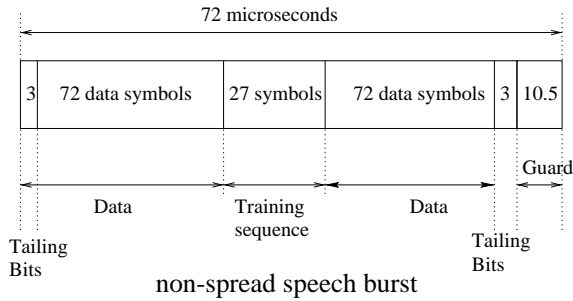 72 microseconds
3
72 data symbols
27 symbols
72 data symbols
3
10.5
Guard
Data
Training
sequence
Data
Tailing
Bits
Tailing
Bits
non-spread speech burst